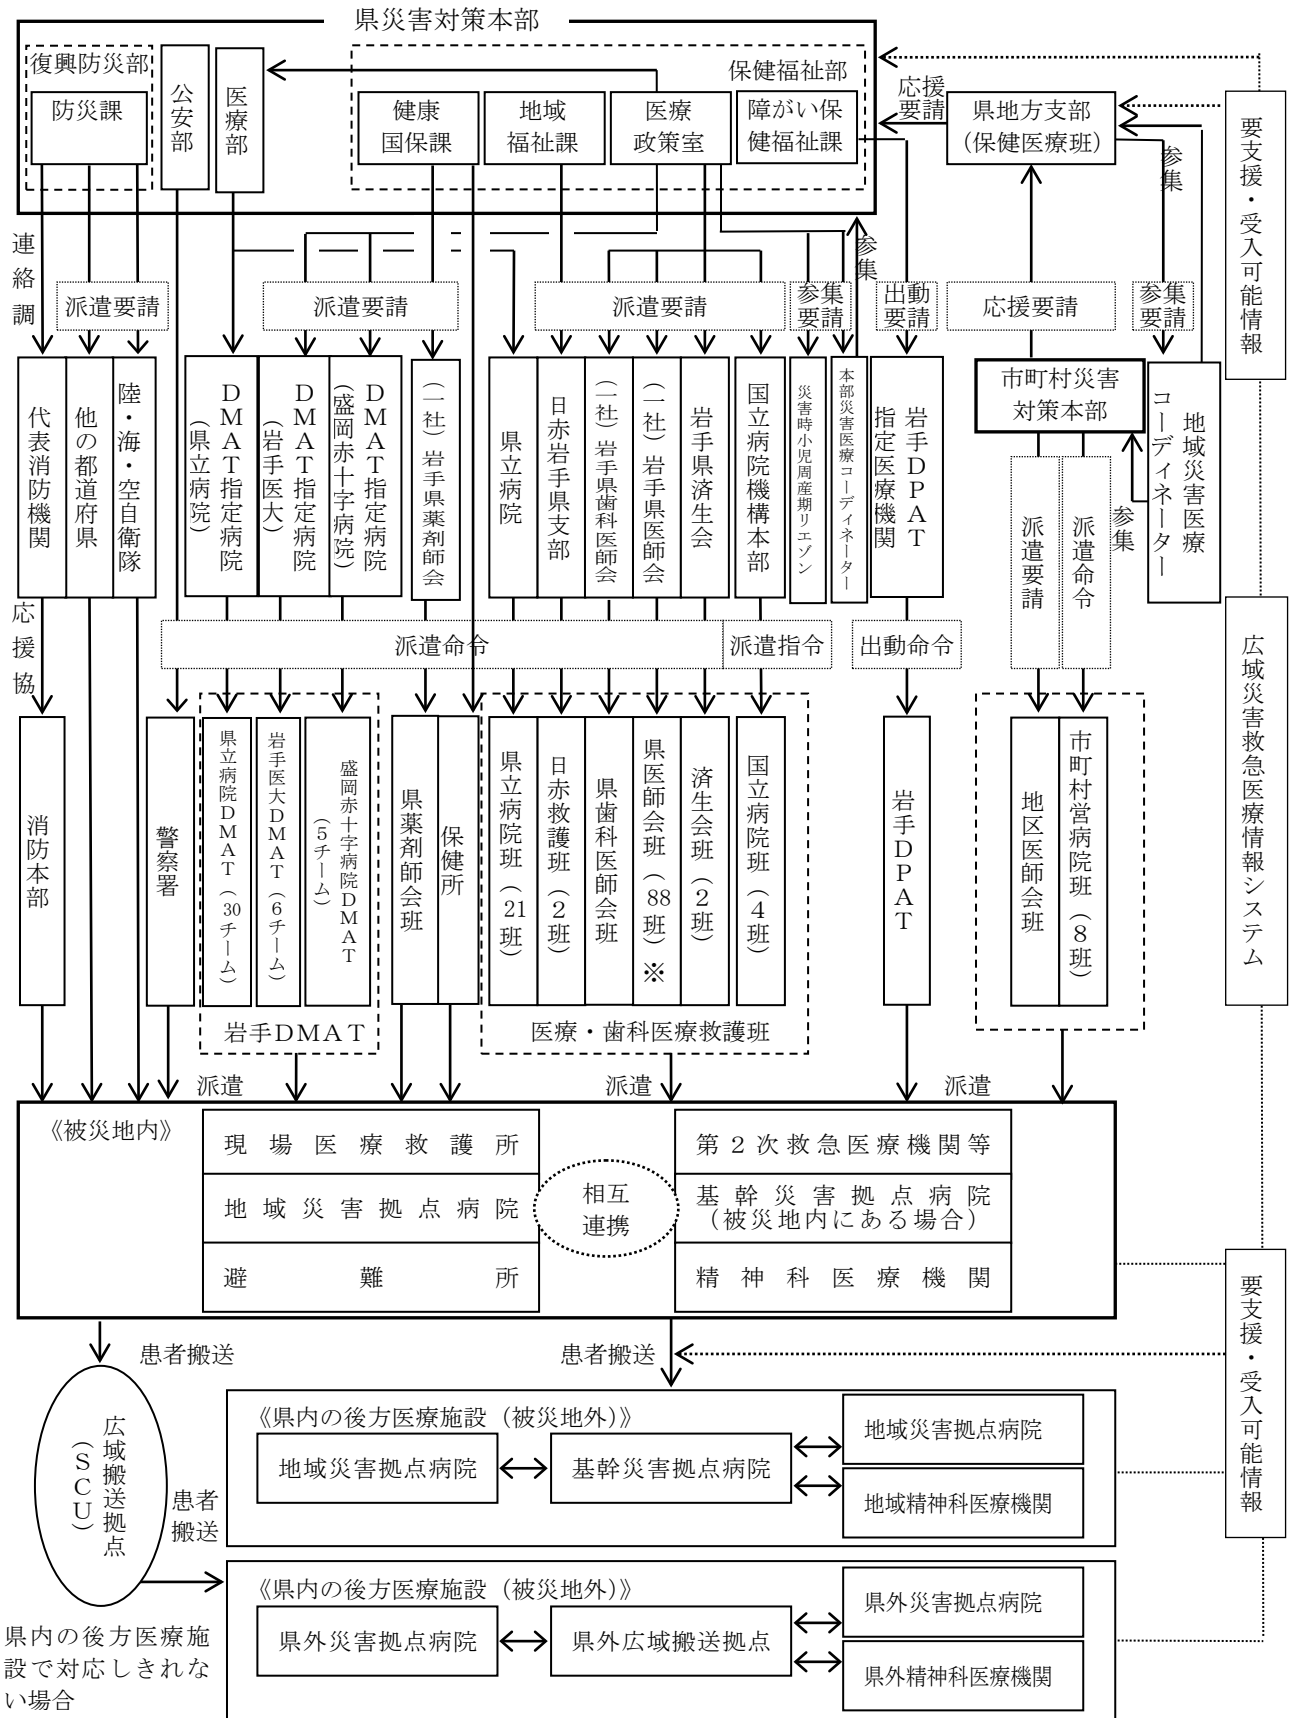 県災害対策本部
復興防災部
防災課
公安部
医療部
保健福祉部
健康
国保課
地域
福祉課
医療
政策室
障がい保
健福祉課
応援
要請
県地方支部
（保健医療班）
参集
要支援・受入可能情報
連絡調
派遣要請
派遣要請
派遣要請
参集
要請
参集
出動
要請
応援要請
参集
要請
代表消防機関
他の都道府県
陸・海・空自衛隊
ＤＭＡＴ指定病院
（県立病院）
ＤＭＡＴ指定病院
（岩手医大）
ＤＭＡＴ指定病院
（盛岡赤十字病院）
（一社）岩手県薬剤師会
県立病院
日赤岩手県支部
（一社）岩手県歯科医師会
（一社）岩手県医師会
岩手県済生会
国立病院機構本部
災害時小児周産期リエゾン
本部災害医療コーディネーター
岩手ＤＰＡＴ
指定医療機関
市町村災害
対策本部
地域災害医療
コーディネーター
派遣要請
派遣命令
参集
応援協
派遣命令
派遣指令
出動命令
広域災害救急医療情報システム
消防本部
警察署
県立病院ＤＭＡＴ（30チーム）
岩手医大ＤＭＡＴ（６チーム）
盛岡赤十字病院ＤＭＡＴ
（５チーム）
県薬剤師会班
保健所
県立病院班（21班）
日赤救護班（２班）
県歯科医師会班
県医師会班（88班）※
済生会班（２班）
国立病院班（４班）
岩手ＤＰＡＴ
地区医師会班
市町村営病院班（８班）
岩手DMAT
医療・歯科医療救護班
派遣
派遣
派遣
《被災地内》
現場医療救護所
地域災害拠点病院
避難所
相互
連携
第２次救急医療機関等
基幹災害拠点病院
（被災地内にある場合）
精神科医療機関
要支援・受入可能情報
患者搬送
患者搬送
広域搬送拠点
（ＳＣＵ）
《県内の後方医療施設（被災地外）》
地域災害拠点病院
基幹災害拠点病院
地域災害拠点病院
地域精神科医療機関
患者
搬送
《県内の後方医療施設（被災地外）》
県外災害拠点病院
県外広域搬送拠点
県外災害拠点病院
県外精神科医療機関
県内の後方医療施
設で対応しきれな
い場合